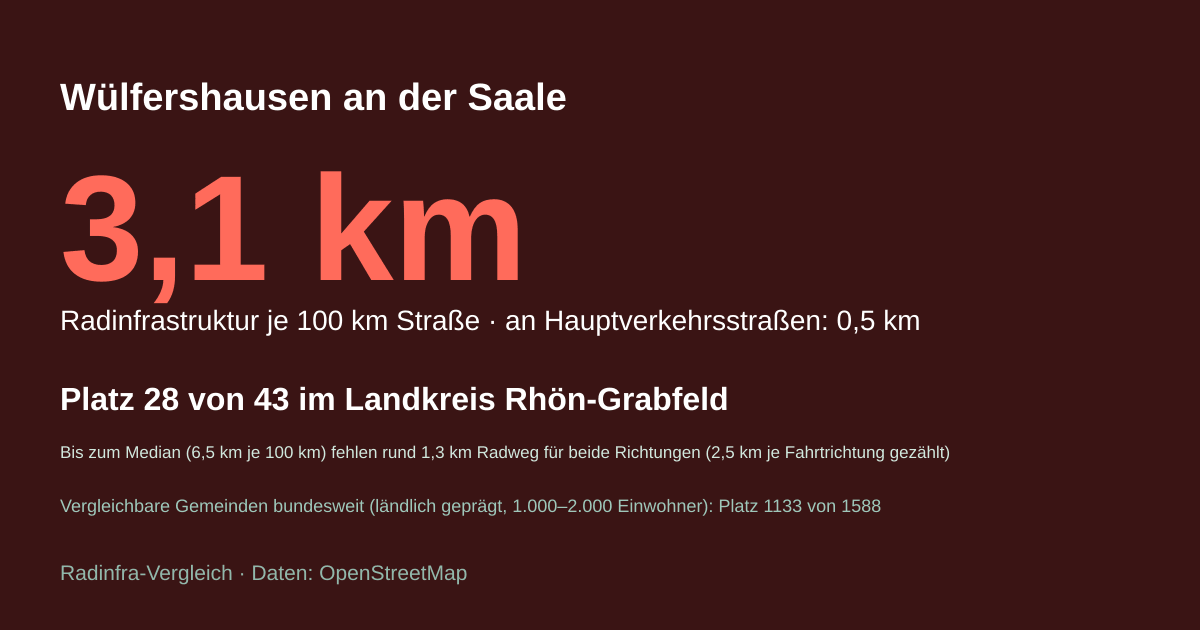 Wülfershausen an der Saale
3,1 km
Radinfrastruktur je 100 km Straße · an Hauptverkehrsstraßen: 0,5 km
Platz 28 von 43 im Landkreis Rhön-Grabfeld
Bis zum Median (6,5 km je 100 km) fehlen rund 1,3 km Radweg für beide Richtungen (2,5 km je Fahrtrichtung gezählt)
Vergleichbare Gemeinden bundesweit (ländlich geprägt, 1.000–2.000 Einwohner): Platz 1133 von 1588
Radinfra-Vergleich · Daten: OpenStreetMap